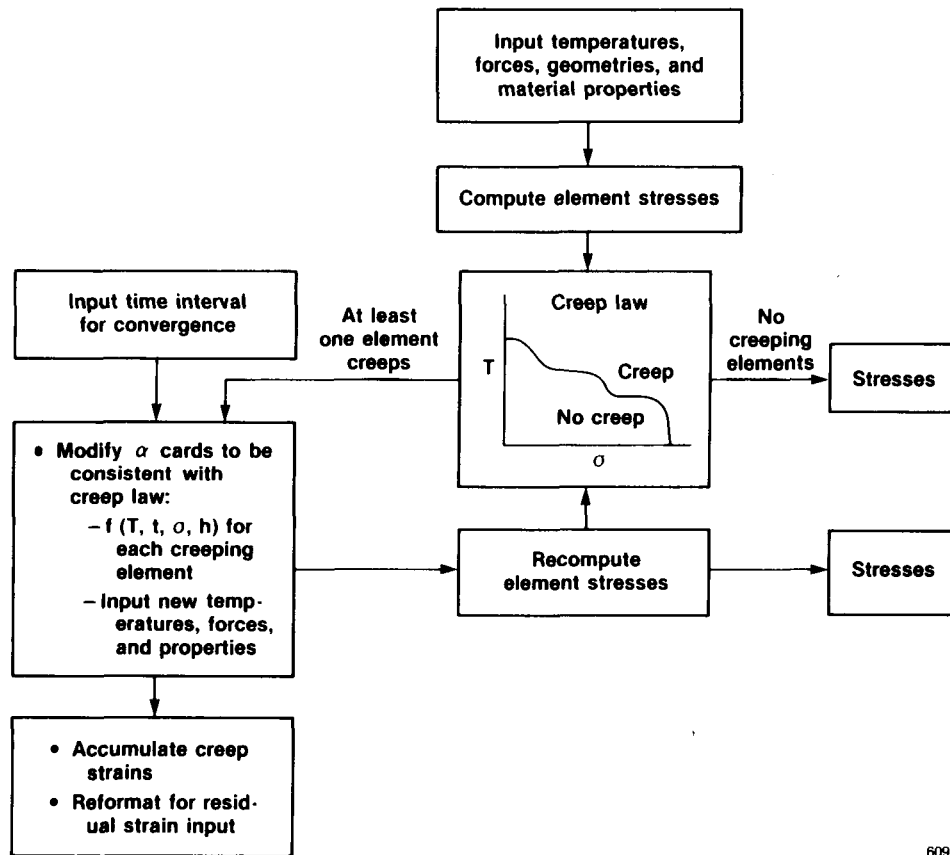 Input temperatures,
forces, geometries, and
material properties
Compute element stresses
Input time interval
for convergence
At least
one element
creeps
Creep law
T
Creep
No creep
σ
No
creeping
elements
Stresses
• Modify α cards to be
consistent with
creep law:
– f (T, t, σ, h) for
each creeping
element
– Input new temp-
eratures, forces,
and properties
Recompute
element stresses
Stresses
• Accumulate creep
strains
• Reformat for resid-
ual strain input
609